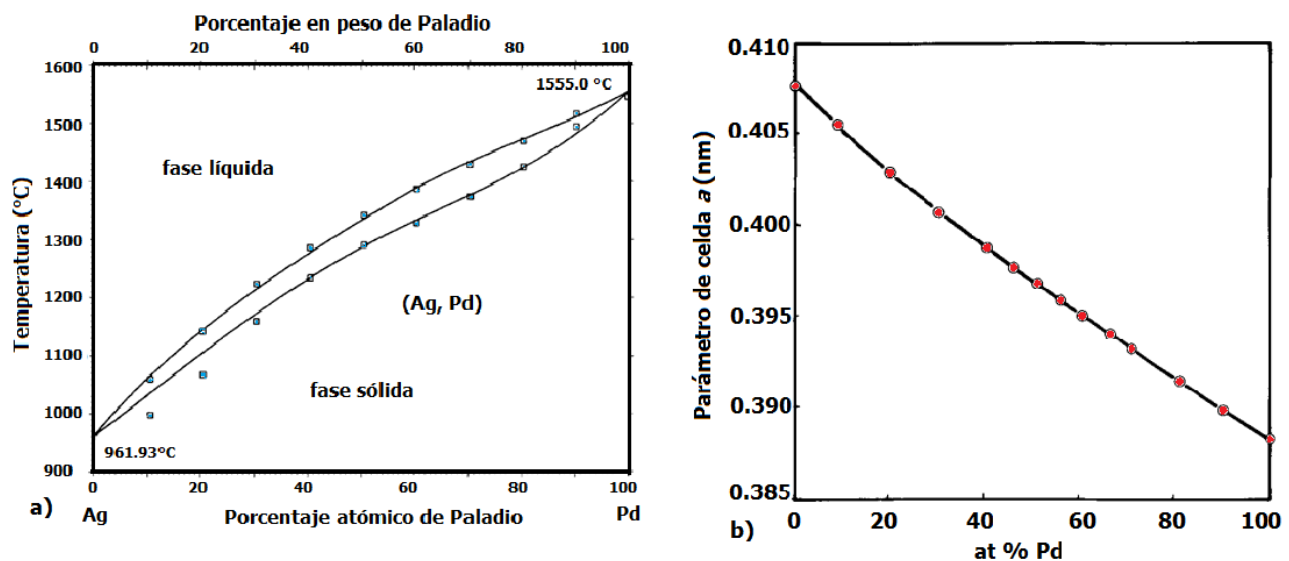 Porcentaje en peso de Paladio
0 20 40 60 80 100
1600
1500
1400
1300
1200
1100
1000
900
Temperatura (°C)
1555.0 °C
fase líquida
(Ag, Pd)
fase sólida
961.93°C
0 20 40 60 80 100
a) Ag Porcentaje atómico de Paladio Pd
0.410
0.405
0.400
0.395
0.390
0.385
Parámetro de celda a (nm)
0 20 40 60 80 100
b) at % Pd